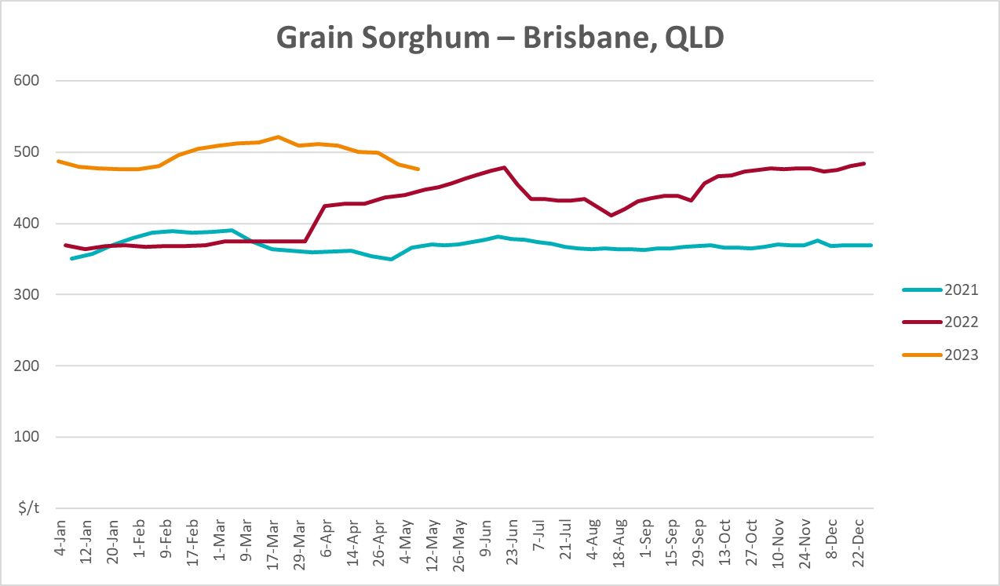 Grain Sorghum – Brisbane, QLD
600
500
400
300
200
100
$/t
4-Jan
12-Jan
20-Jan
1-Feb
9-Feb
17-Feb
1-Mar
9-Mar
17-Mar
29-Mar
6-Apr
14-Apr
26-Apr
4-May
12-May
26-May
9-Jun
23-Jun
7-Jul
21-Jul
4-Aug
18-Aug
1-Sep
15-Sep
29-Sep
13-Oct
27-Oct
10-Nov
24-Nov
8-Dec
22-Dec
2021
2022
2023